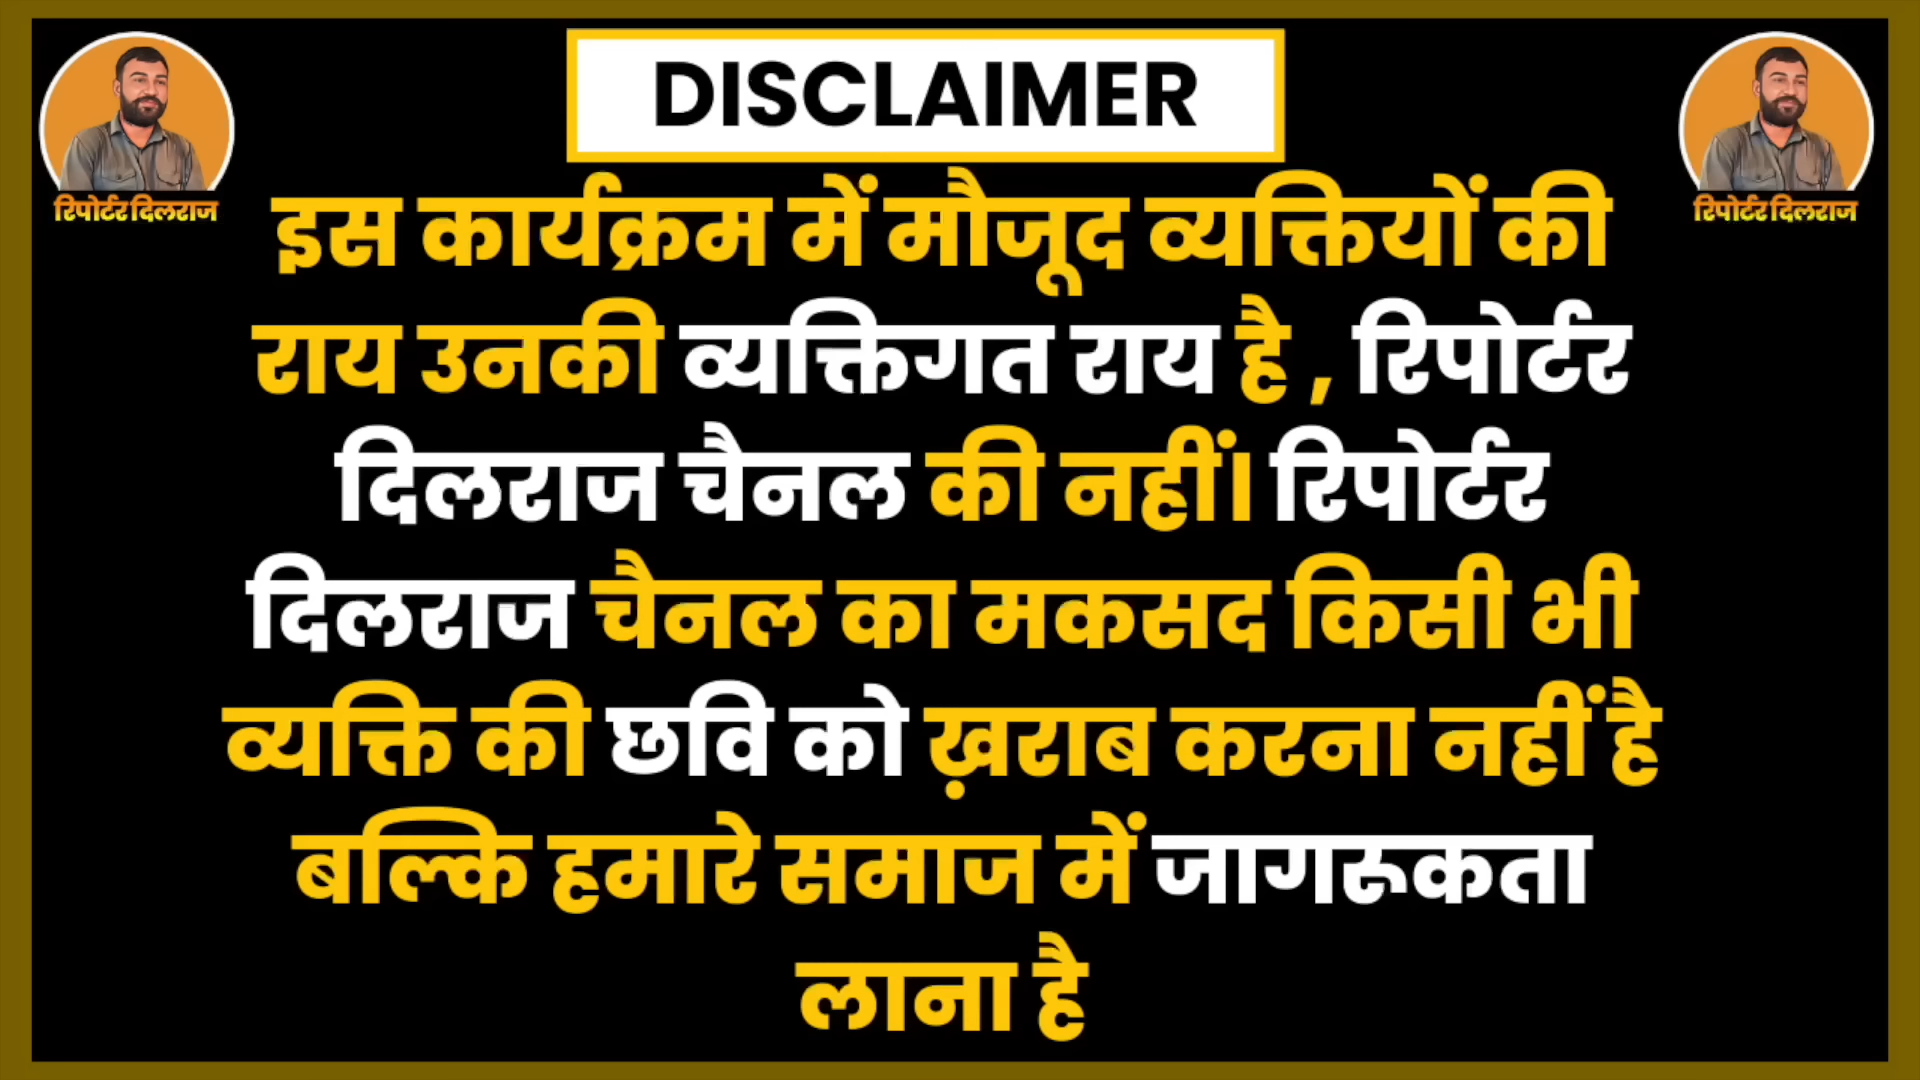 DISCLAIMER
रिपोर्टर दिलराज
रिपोर्टर दिलराज
इस कार्यक्रम में मौजूद व्यक्तियों की
राय उनकी व्यक्तिगत राय है , रिपोर्टर
दिलराज चैनल की नहीं। रिपोर्टर
दिलराज चैनल का मकसद किसी भी
व्यक्ति की छवि को ख़राब करना नहीं है
बल्कि हमारे समाज में जागरूकता
लाना है